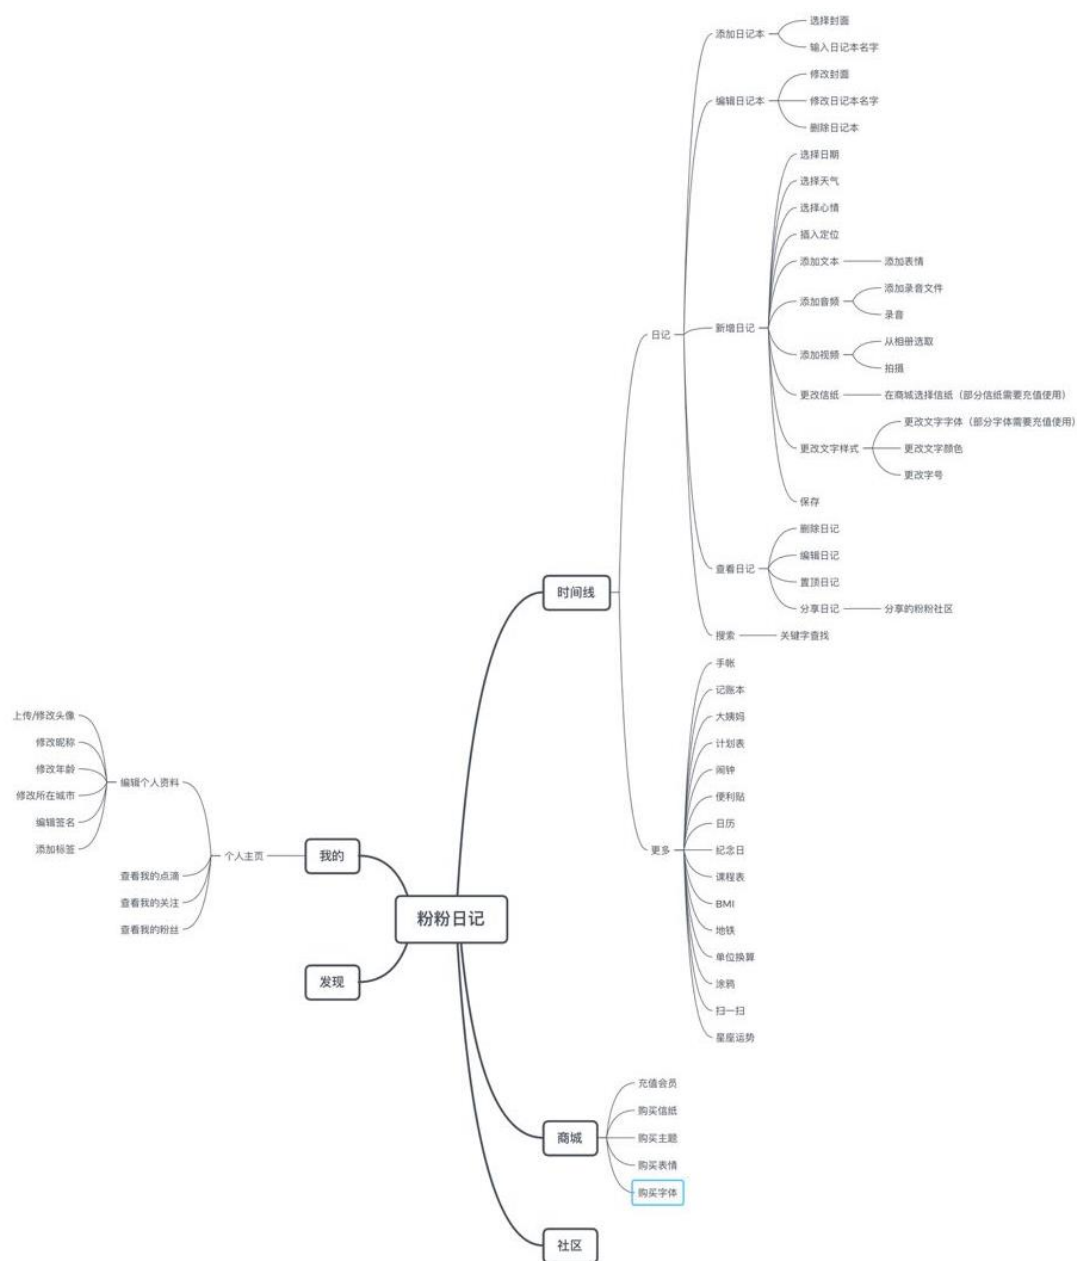 粉粉日记
时间线
日记
添加日记本
选择封面
输入日记本名字
编辑日记本
修改封面
修改日记本名字
删除日记本
新增日记
选择日期
选择天气
选择心情
插入定位
添加文本
添加表情
添加音频
添加录音文件
录音
添加视频
从相册选取
拍摄
更改信纸
在商城选择信纸（部分信纸需要充值使用）
更改文字样式
更改文字字体（部分字体需要充值使用）
更改文字颜色
更改字号
保存
查看日记
删除日记
编辑日记
置顶日记
分享日记
分享的粉粉社区
搜索
关键字查找
更多
手帐
记账本
大姨妈
计划表
闹钟
便利贴
日历
纪念日
课程表
BMI
地铁
单位换算
涂鸦
扫一扫
星座运势
商城
充值会员
购买信纸
购买主题
购买表情
购买字体
社区
我的
个人主页
编辑个人资料
上传/修改头像
修改昵称
修改年龄
修改所在城市
编辑签名
添加标签
查看我的点滴
查看我的关注
查看我的粉丝
发现